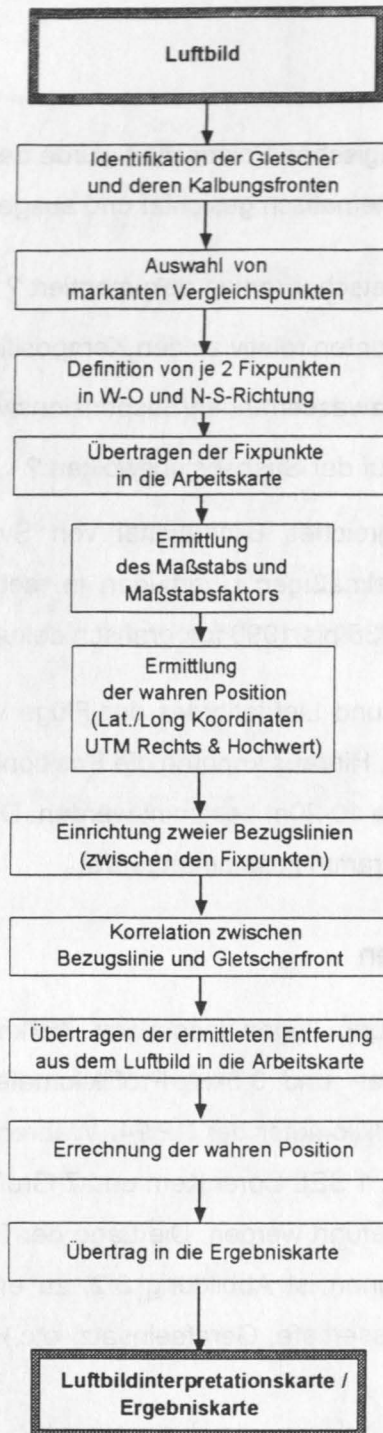 Luftbild
Identifikation der Gletscher
und deren Kalbungsfronten
Auswahl von
markanten Vergleichspunkten
Definition von je 2 Fixpunkten
in W-O und N-S-Richtung
Übertragen der Fixpunkte
in die Arbeitskarte
Ermittlung
des Maßstabs und
Maßstabsfaktors
Ermittlung
der wahren Position
(Lat./Long Koordinaten
UTM Rechts & Hochwert)
Einrichtung zweier Bezugslinien
(zwischen den Fixpunkten)
Korrelation zwischen
Bezugslinie und Gletscherfront
Übertragen der ermittleten Entferung
aus dem Luftbild in die Arbeitskarte
Errechnung der wahren Position
Übertrag in die Ergebniskarte
Luftbildinterpretationskarte /
Ergebniskarte